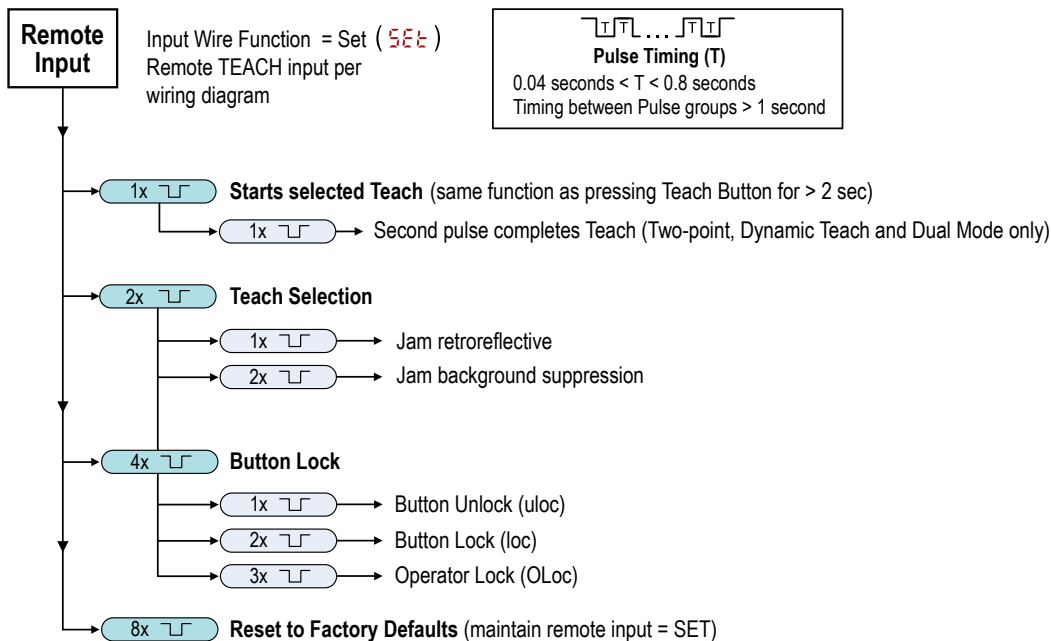 Remote
Input
Input Wire Function = Set ( SEt )
Remote TEACH input per
wiring diagram
T T . . . . T T
Pulse Timing (T)
0.04 seconds < T < 0.8 seconds
Timing between Pulse groups > 1 second
1x Starts selected Teach (same function as pressing Teach Button for > 2 sec)
1x Second pulse completes Teach (Two-point, Dynamic Teach and Dual Mode only)
2x Teach Selection
1x Jam retroreflective
2x Jam background suppression
4x Button Lock
1x Button Unlock (uloc)
2x Button Lock (loc)
3x Operator Lock (OLoc)
8x Reset to Factory Defaults (maintain remote input = SET)